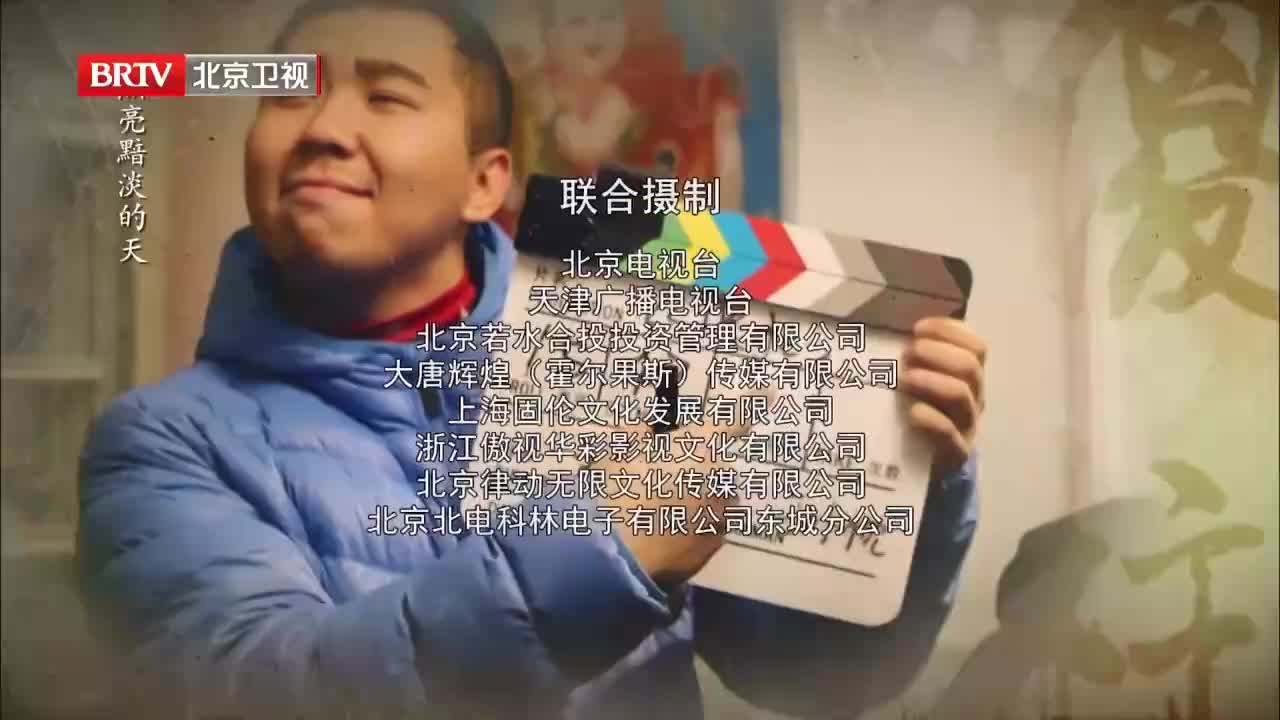 BRTV 北京卫视
亮黯淡的天
联合摄制
北京电视台
天津广播电视台
北京若水合投投资管理有限公司
大唐辉煌（霍尔果斯）传媒有限公司
上海固伦文化发展有限公司
浙江傲视华彩影视文化有限公司
北京律动无限文化传媒有限公司
北京北电科林电子有限公司东城分公司